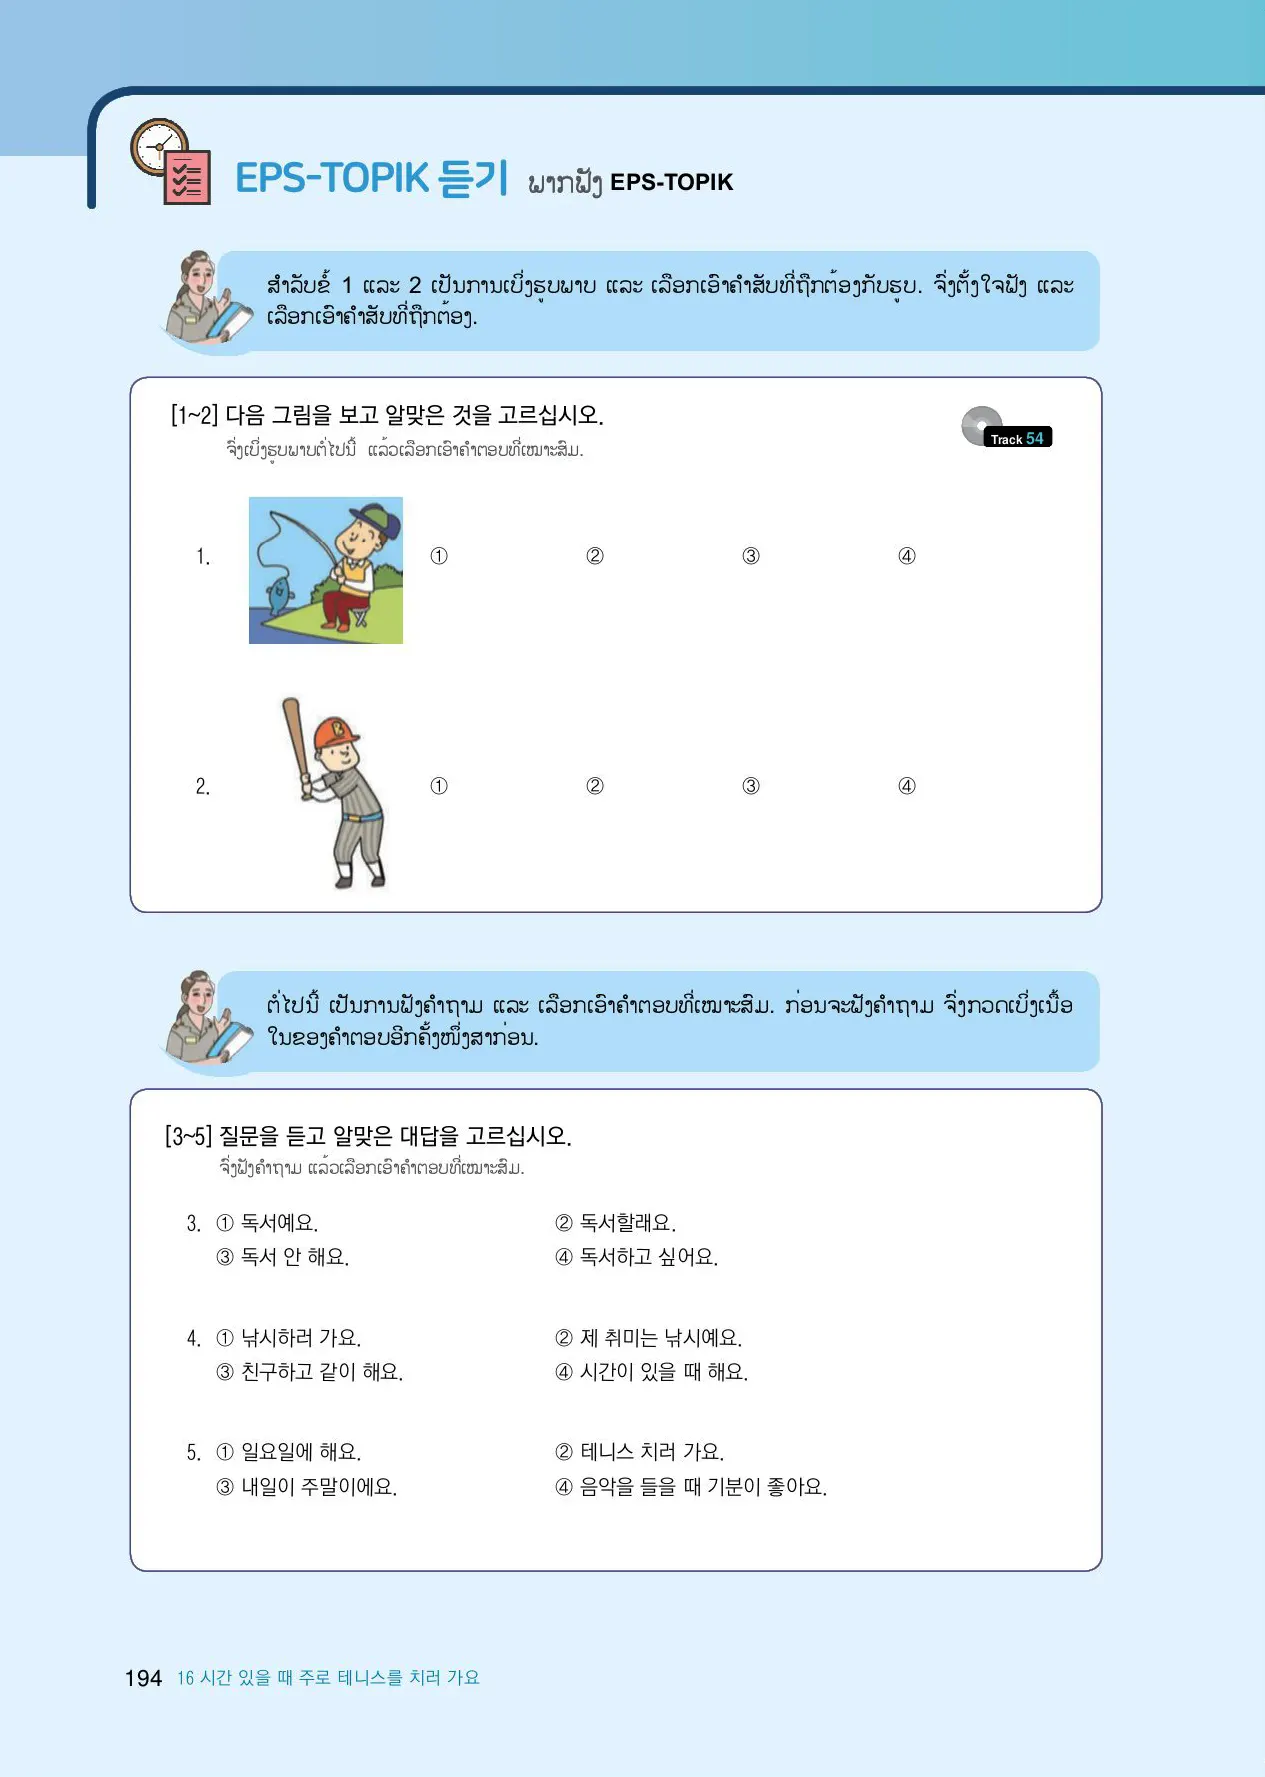 EPS-TOPIK 듣기 ພາກຟັງ EPS-TOPIK
ສຳລັບຂໍ້ 1 ແລະ 2 ເປັນການເບິ່ງຮູບພາບ ແລະ ເລືອກເອົາຄຳສັບທີ່ຖືກຕ້ອງກັບຮູບ. ຈົ່ງຕັ້ງໃຈຟັງ ແລະ
ເລືອກເອົາຄຳສັບທີ່ຖືກຕ້ອງ.
[1~2] 다음 그림을 보고 알맞은 것을 고르십시오.
ຈົ່ງເບິ່ງຮູບພາບຕໍ່ໄປນີ້ ແລ້ວເລືອກເອົາຄຳຕອບທີ່ເໝາະສົມ.
Track 54
1. ① ② ③ ④
B
2. ① ② ③ ④
ຕໍ່ໄປນີ້ ເປັນການຟັງຄຳຖາມ ແລະ ເລືອກເອົາຄຳຕອບທີ່ເໝາະສົມ. ກ່ອນຈະຟັງຄຳຖາມ ຈົ່ງກວດເບິ່ງເນື້ອ
ໃນຂອງຄຳຕອບອີກຄັ້ງໜຶ່ງສາກ່ອນ.
[3~5] 질문을 듣고 알맞은 대답을 고르십시오.
ຈົ່ງຟັງຄຳຖາມ ແລ້ວເລືອກເອົາຄຳຕອບທີ່ເໝາະສົມ.
3. ① 독서예요. ② 독서할래요.
③ 독서 안 해요. ④ 독서하고 싶어요.
4. ① 낚시하러 가요. ② 제 취미는 낚시예요.
③ 친구하고 같이 해요. ④ 시간이 있을 때 해요.
5. ① 일요일에 해요. ② 테니스 치러 가요.
③ 내일이 주말이에요. ④ 음악을 들을 때 기분이 좋아요.
194 16 시간 있을 때 주로 테니스를 치러 가요